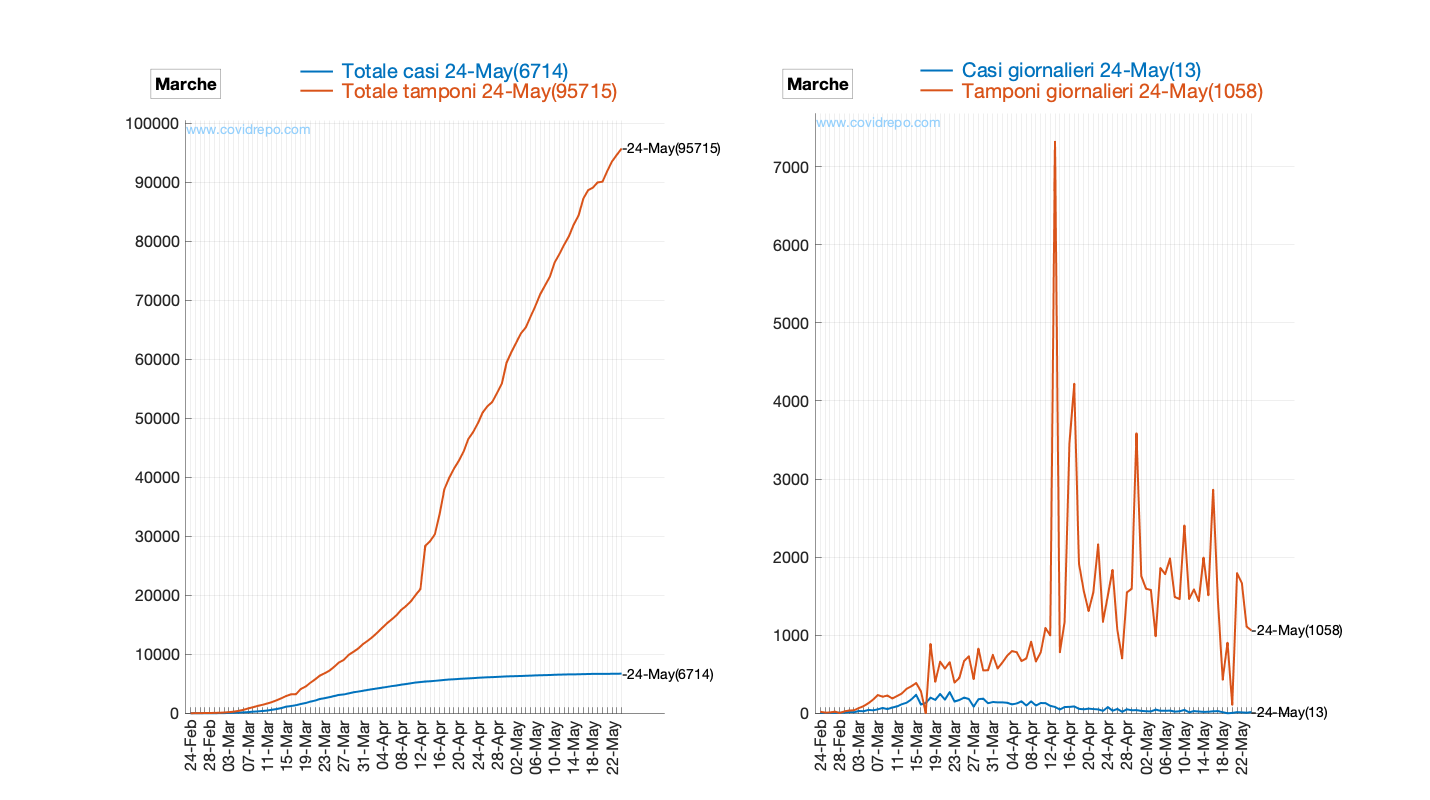 Marche
Totale casi 24-May(6714)
Totale tamponi 24-May(95715)
www.covidrepo.com
100000
90000
80000
70000
60000
50000
40000
30000
20000
10000
0
24-May(95715)
24-May(6714)
24-Feb
28-Feb
03-Mar
07-Mar
11-Mar
15-Mar
19-Mar
23-Mar
27-Mar
31-Mar
04-Apr
08-Apr
12-Apr
16-Apr
20-Apr
24-Apr
28-Apr
02-May
06-May
10-May
14-May
18-May
22-May
Marche
Casi giornalieri 24-May(13)
Tamponi giornalieri 24-May(1058)
www.covidrepo.com
7000
6000
5000
4000
3000
2000
1000
0
24-May(1058)
24-May(13)
24-Feb
28-Feb
03-Mar
07-Mar
11-Mar
15-Mar
19-Mar
23-Mar
27-Mar
31-Mar
04-Apr
08-Apr
12-Apr
16-Apr
20-Apr
24-Apr
28-Apr
02-May
06-May
10-May
14-May
18-May
22-May